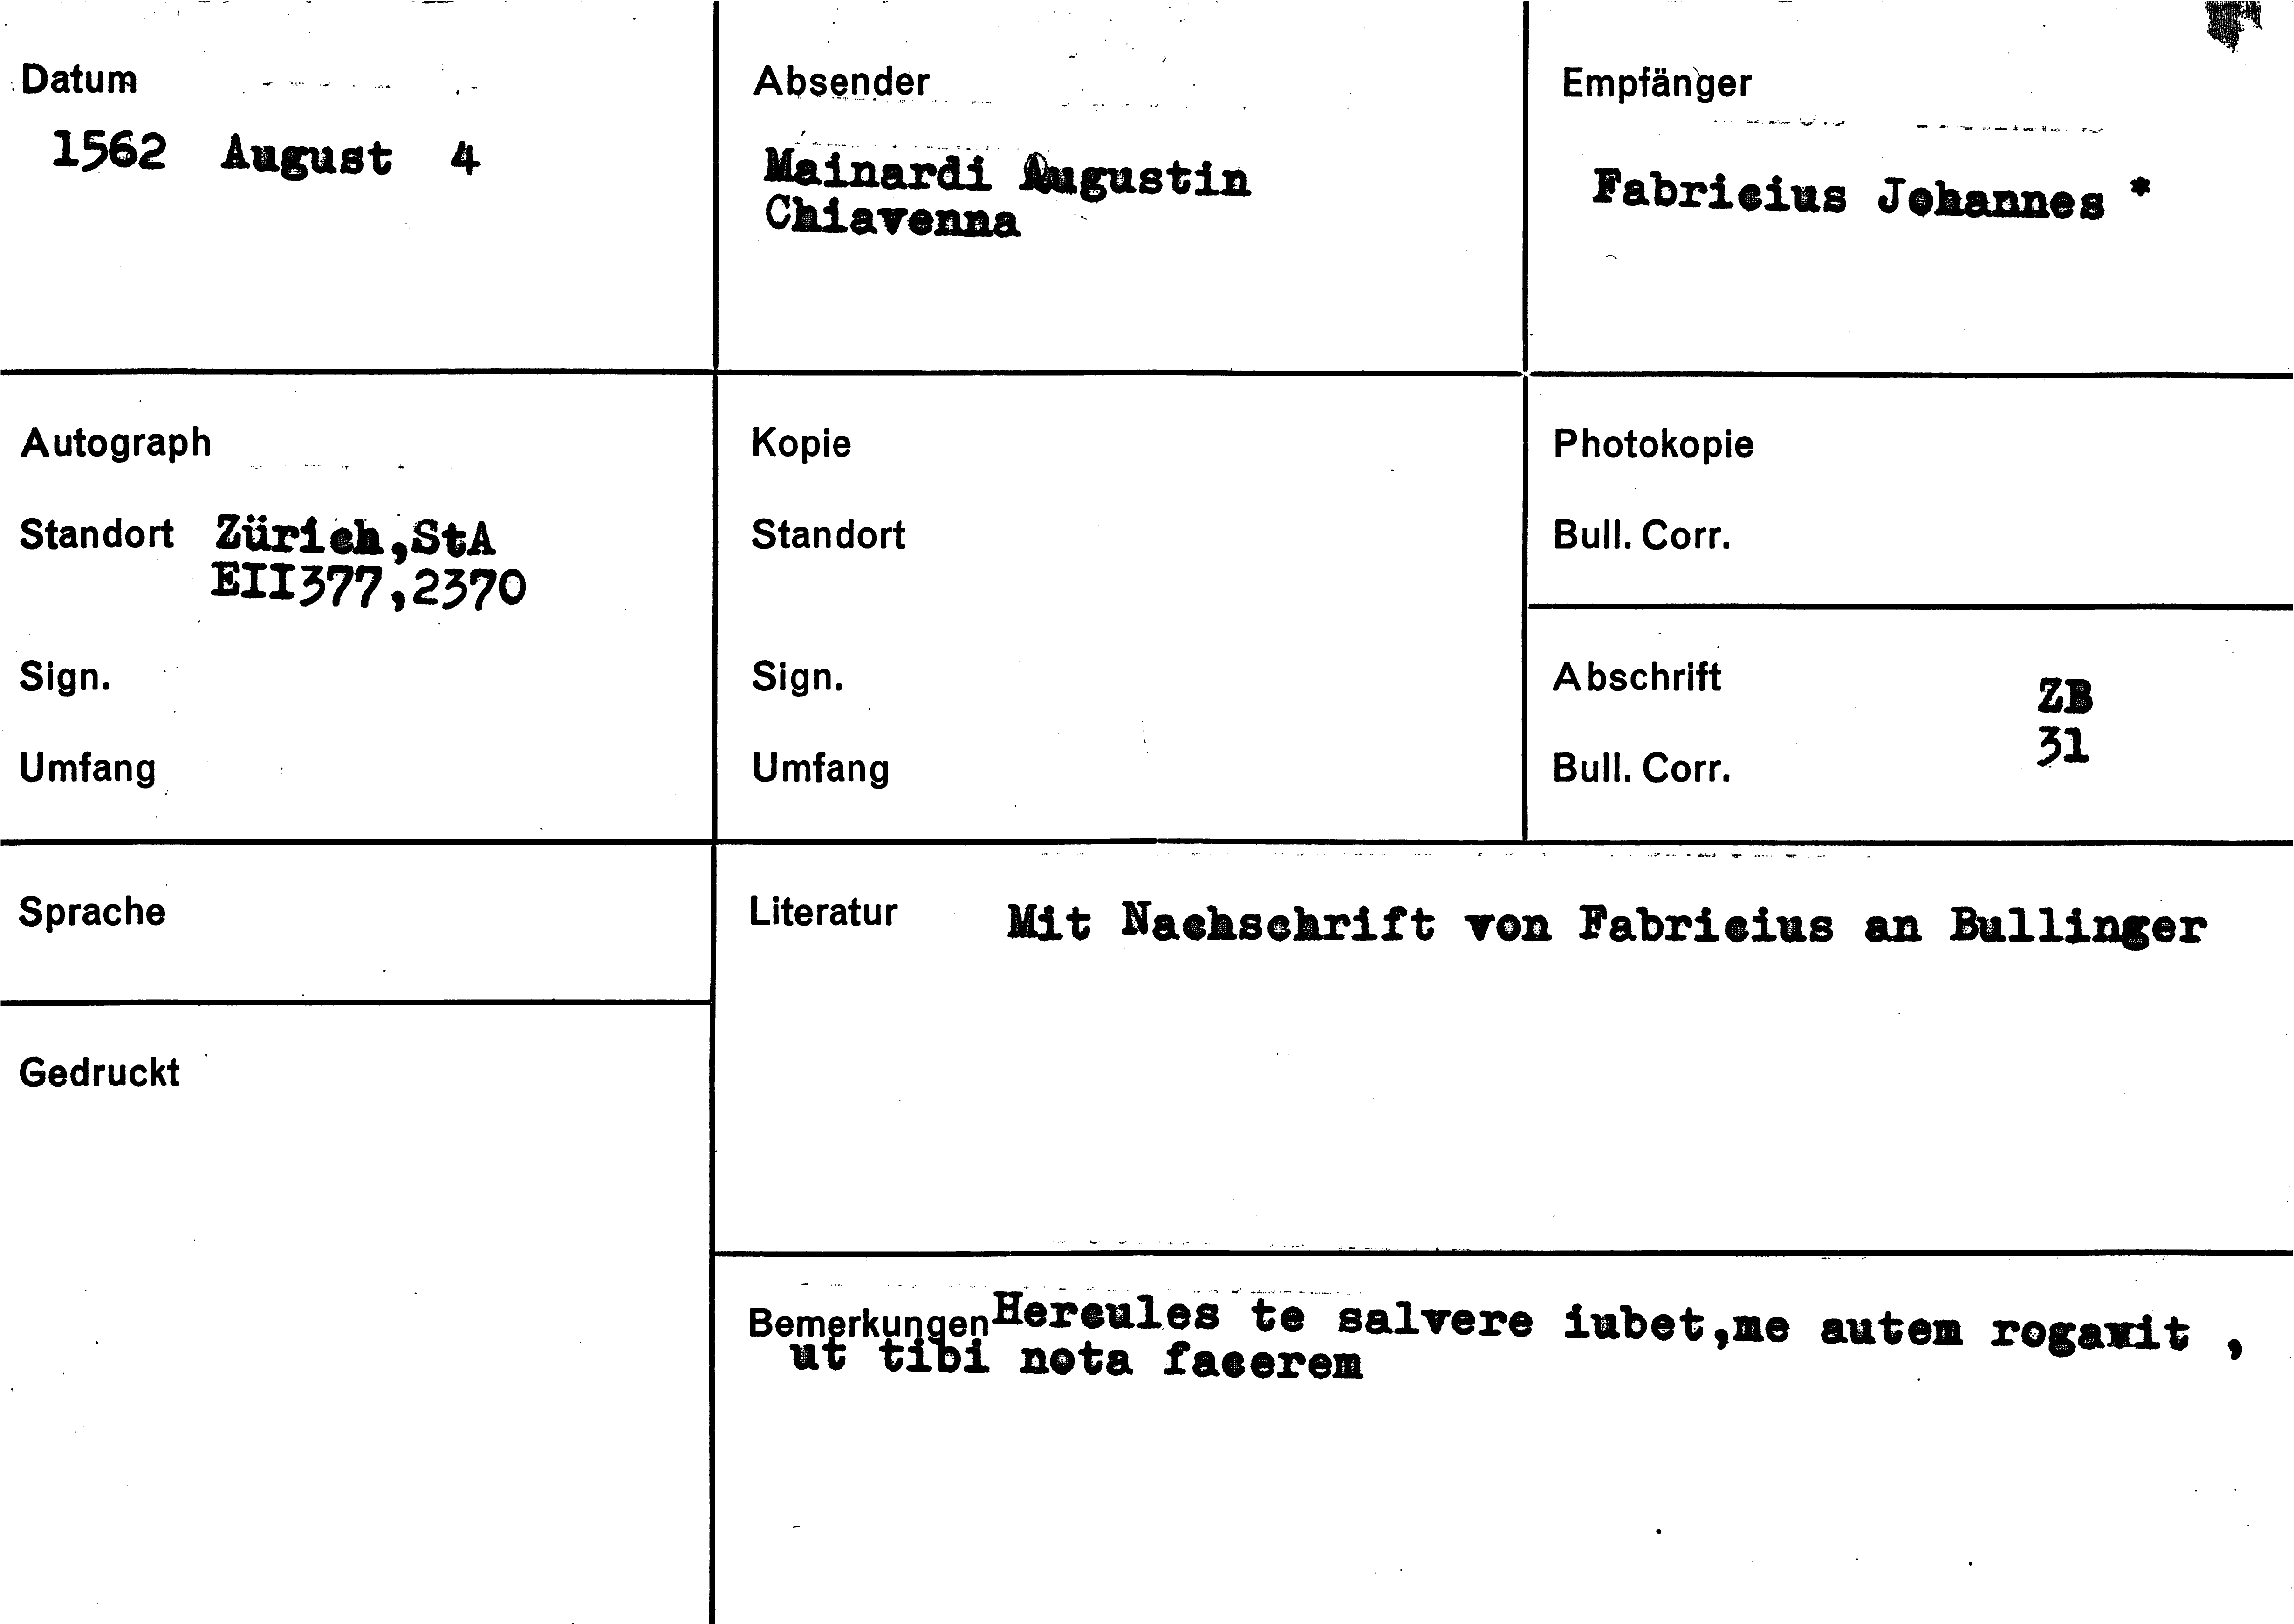 Datum
1562 August 4
Absender
Mainardi Augustin
Chiavenna
Empfänger
Fabricius Johannes *
Autograph
Standort Zürich,StA
EII377,2370
Sign.
Umfang
Kopie
Standort
Sign.
Umfang
Photokopie
Bull. Corr.
Abschrift ZB
31
Bull. Corr.
Sprache
Gedruckt
Literatur Mit Nachschrift von Fabricius an Bullinger
Bemerkungen Hercules te salvere iubet,me autem rogavit ,
ut tibi nota facerem